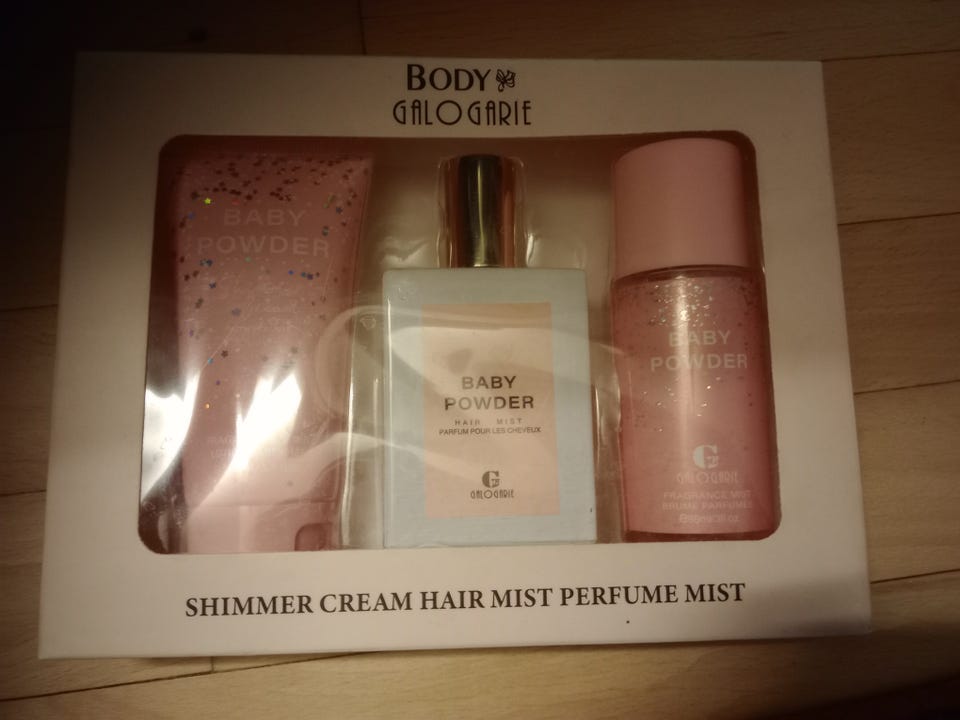 BODY
GALOGARIE
BABY
POWDER
BABY
POWDER
HAIR MIST
PARFUM POUR LES CHEVEUX
G
GALOGARIE
BABY
POWDER
G
GALOGARIE
FRAGRANCE MIST
BRUME PARFUMÉE
SHIMMER CREAM HAIR MIST PERFUME MIST